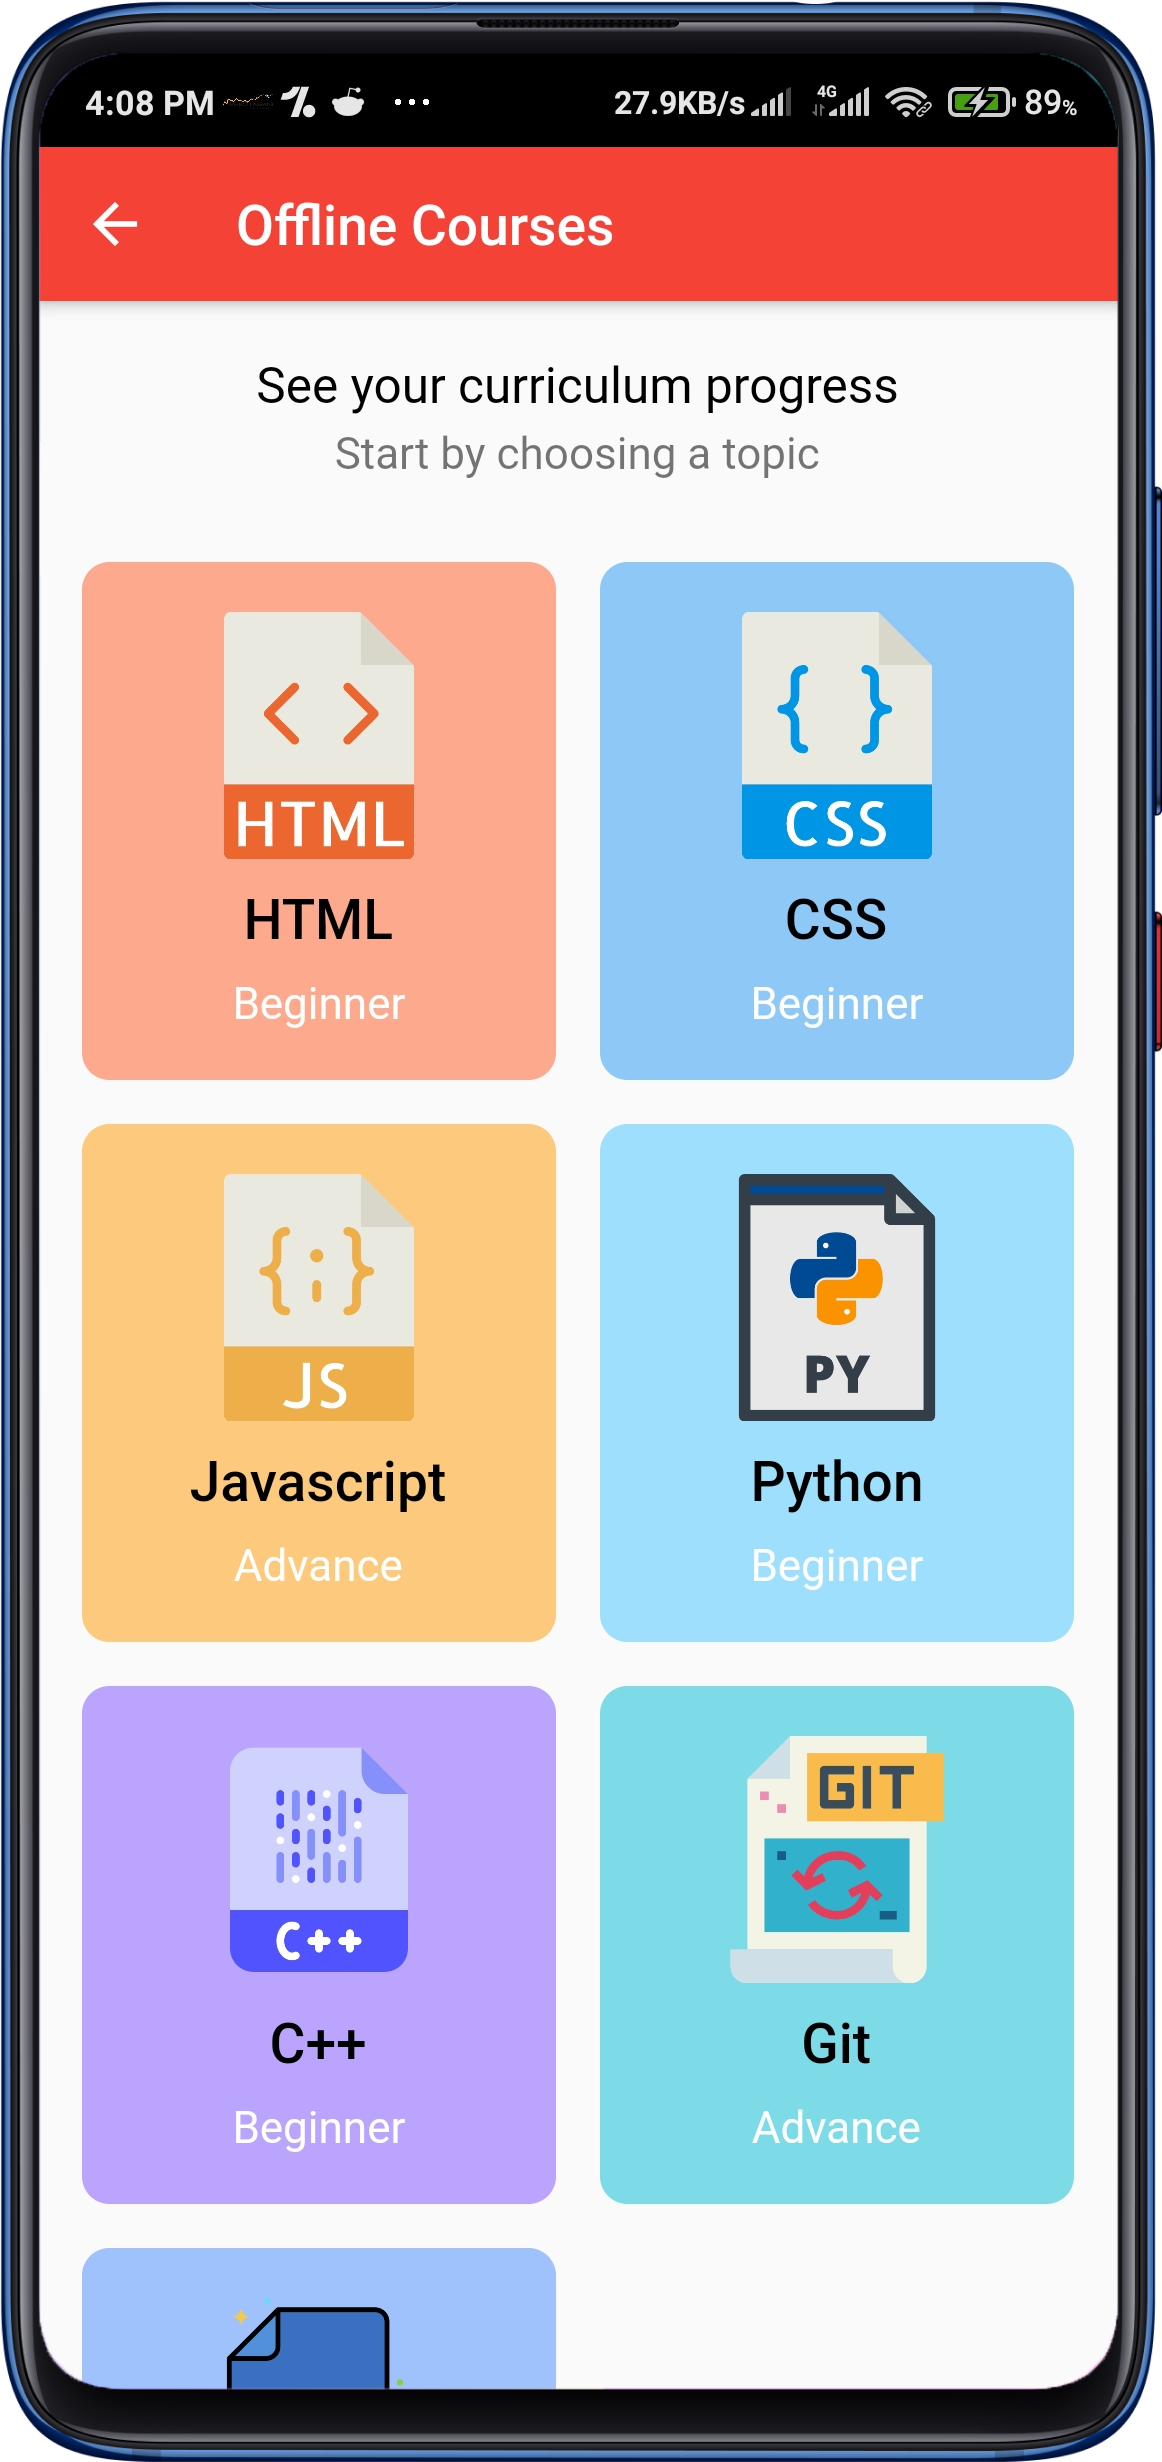 4:08 PM ... 27.9KB/s 4G 89%
Offline Courses
See your curriculum progress
Start by choosing a topic
HTML
CSS
HTML
CSS
Beginner
Beginner
JS
PY
Javascript
Python
Advance
Beginner
C++
GIT
C++
Git
Beginner
Advance